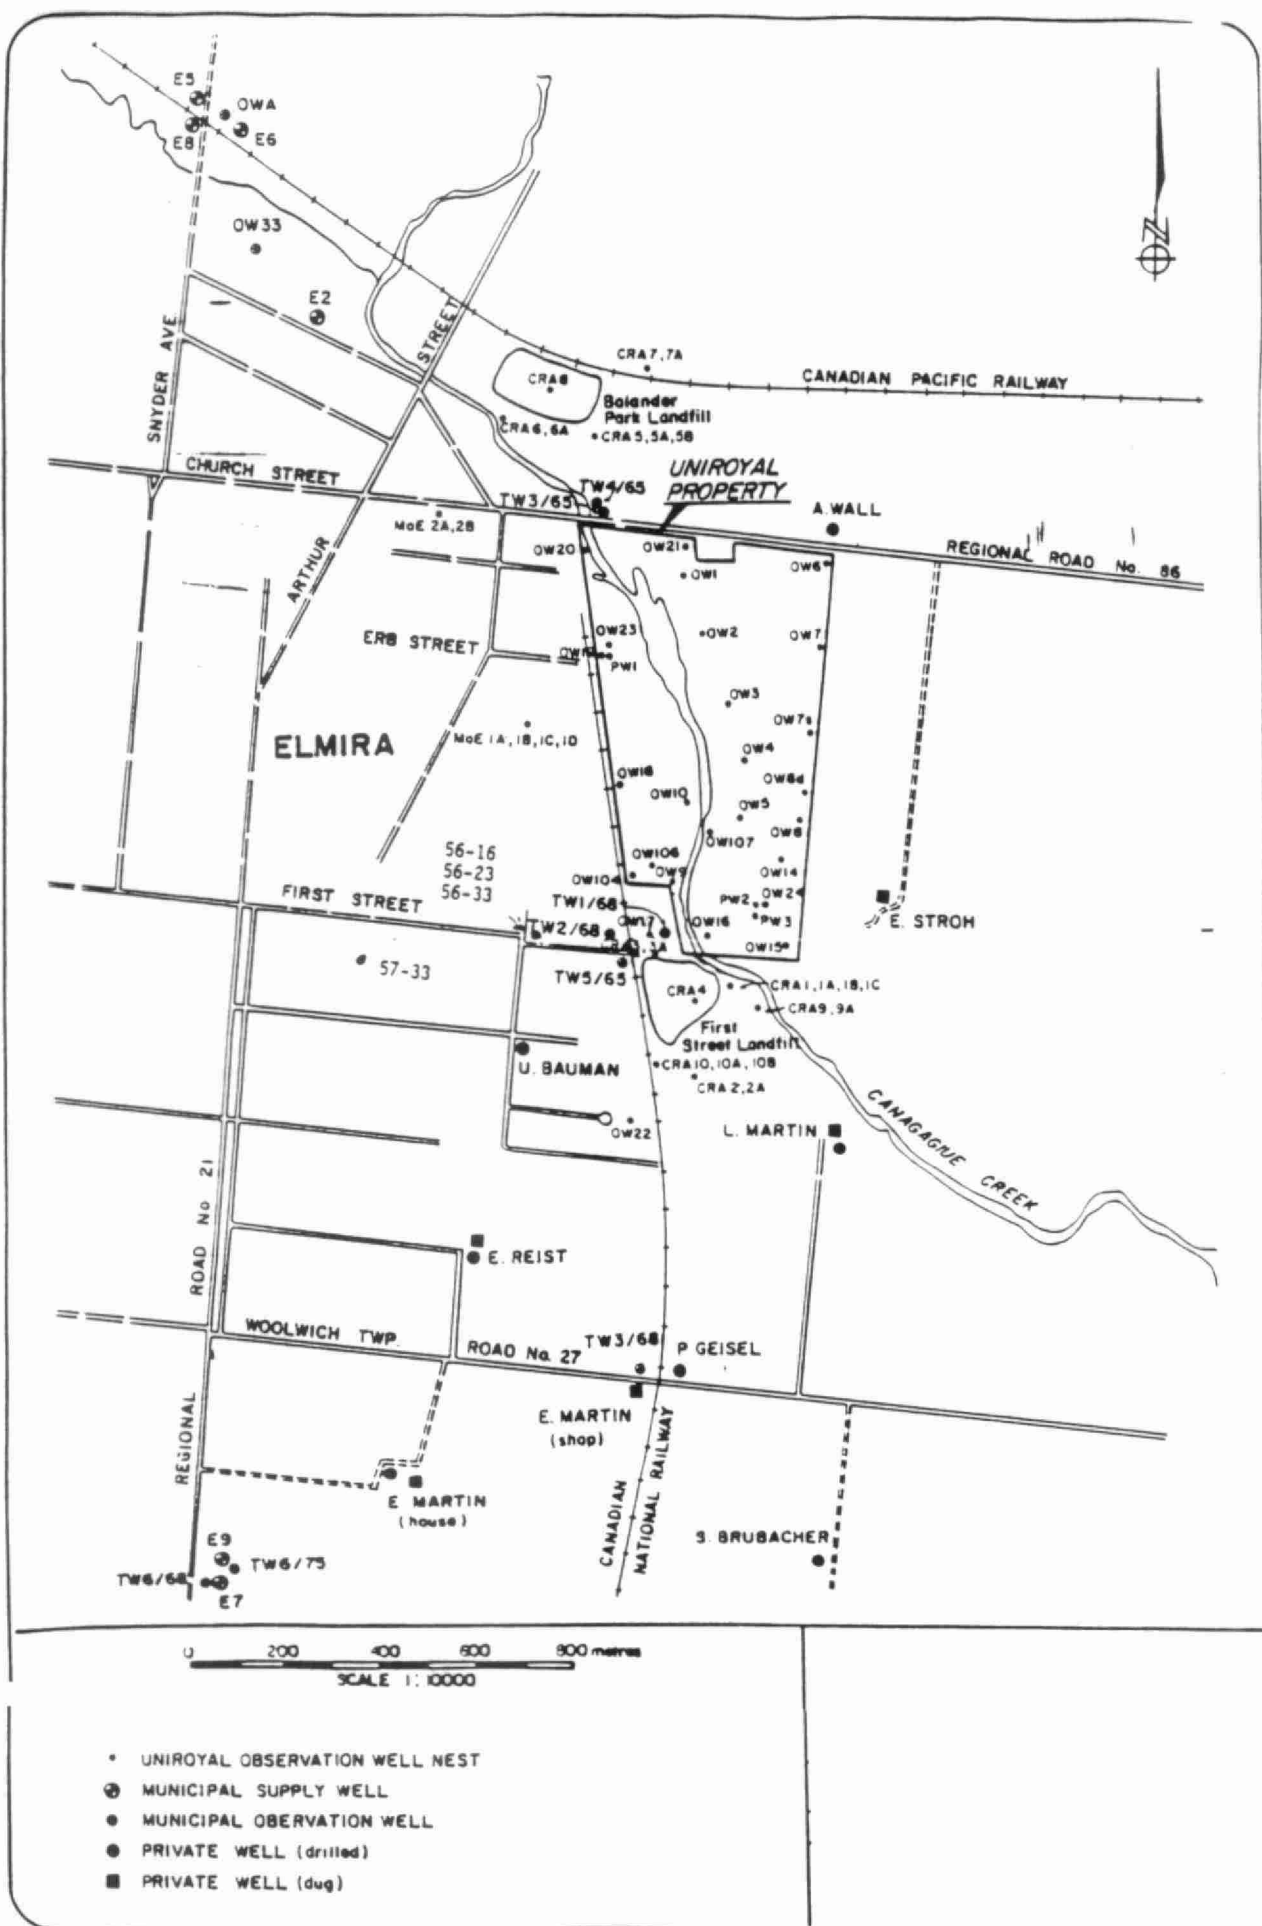 E5
OWA
E8
E6
OW33
E2
SNYDER AVE
STREET
CRA7,7A
CANADIAN PACIFIC RAILWAY
CRA8
Bolander
Park Landfill
CRA6,6A
CRA5,5A,5B
CHURCH STREET
UNIROYAL
PROPERTY
TW4/65
TW3/65
A.WALL
MoE 2A,2B
REGIONAL ROAD No. 86
OW20
OW21
OW1
OW6
ARTHUR
ERB STREET
OW23
OW2
OW7
PW1
OW3
ELMIRA
MoE 1A,1B,1C,1D
OW7s
OW4
OW18
OW10
OW6d
OW5
OW107
OW8
56-16
56-23
56-33
OW106
OW9
OW14
OW104
FIRST STREET
TW1/68
PW2
OW24
PW3
E. STROH
TW2/68
OW17
OW16
OW15
57-33
TW5/65
CRA4
CRA1,1A,1B,1C
CRA9,9A
First
Street Landfill
U. BAUMAN
CRA10,10A,10B
CRA2,2A
OW22
L. MARTIN
CANAGAGIUE CREEK
ROAD No 21
E. REIST
WOOLWICH TWP.
ROAD No. 27
TW3/68
P GEISEL
E. MARTIN
(shop)
REGIONAL
CANADIAN
NATIONAL RAILWAY
E MARTIN
(house)
S. BRUBACHER
E9
TW6/75
TW6/68
E7
0 200 400 600 800 metres
SCALE 1:10000
UNIROYAL OBSERVATION WELL NEST
MUNICIPAL SUPPLY WELL
MUNICIPAL OBERVATION WELL
PRIVATE WELL (drilled)
PRIVATE WELL (dug)